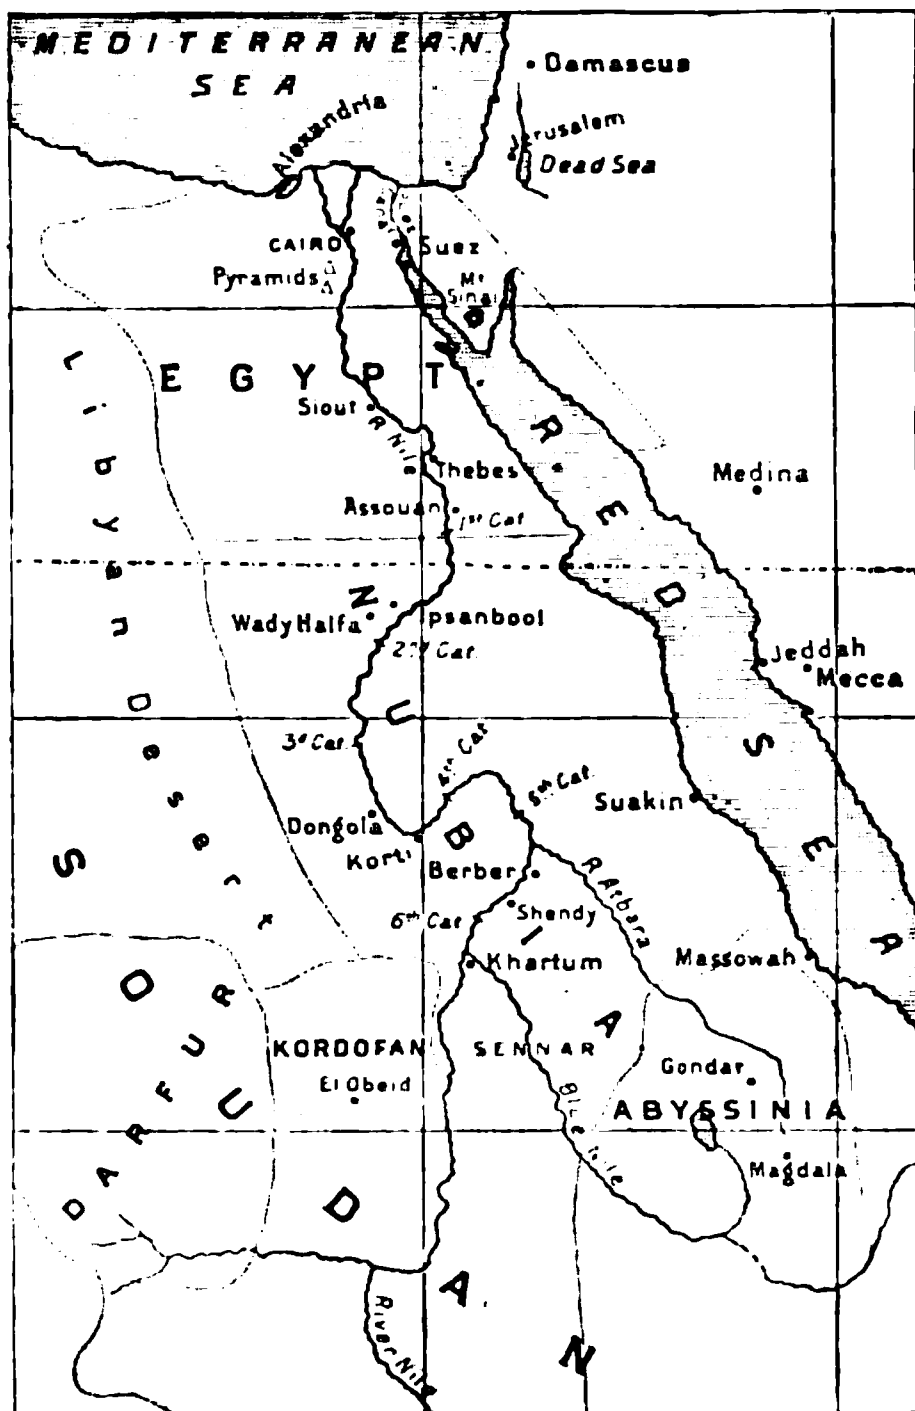 MEDITERRANEAN
SEA
Damascus
Alexandria
Jerusalem
Dead Sea
CAIRO
Suez
Pyramids
Mt
Sinai
Libyan Desert
EGYPT
Siout
R Nile
Thebes
RED SEA
Medina
Assouan
1st Cat
NUBIA
Wady Halfa
Ipsanbool
2nd Cat.
Jeddah
Mecca
3d Cat.
4th Cat
5th Cat.
Suakin
Dongola
Korti
Berber
R Atbara
Shendy
6th Cat
Khartum
Massowah
SOUDAN
DARFUR
KORDOFAN
SENNAR
El Obeid
Gondar
Blue Nile
ABYSSINIA
Magdala
River Nile